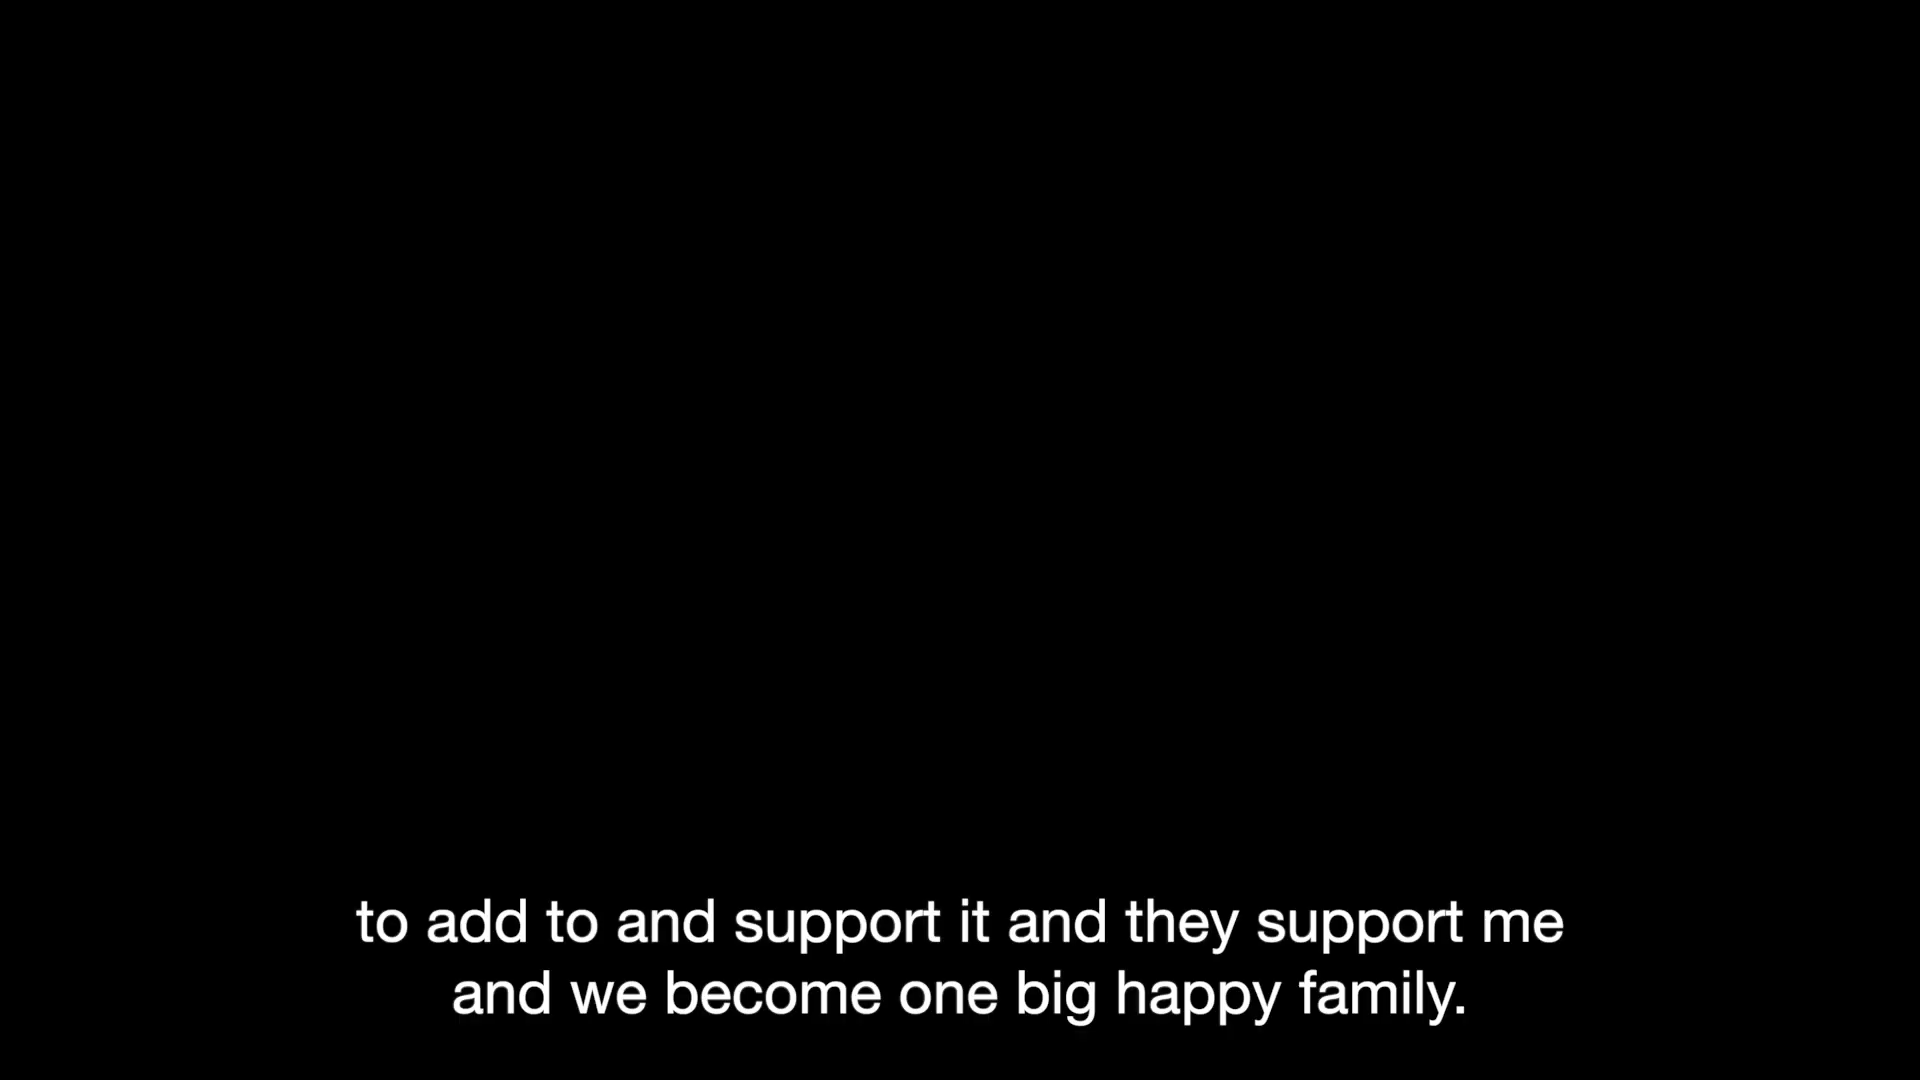 to add to and support it and they support me
and we become one big happy family.